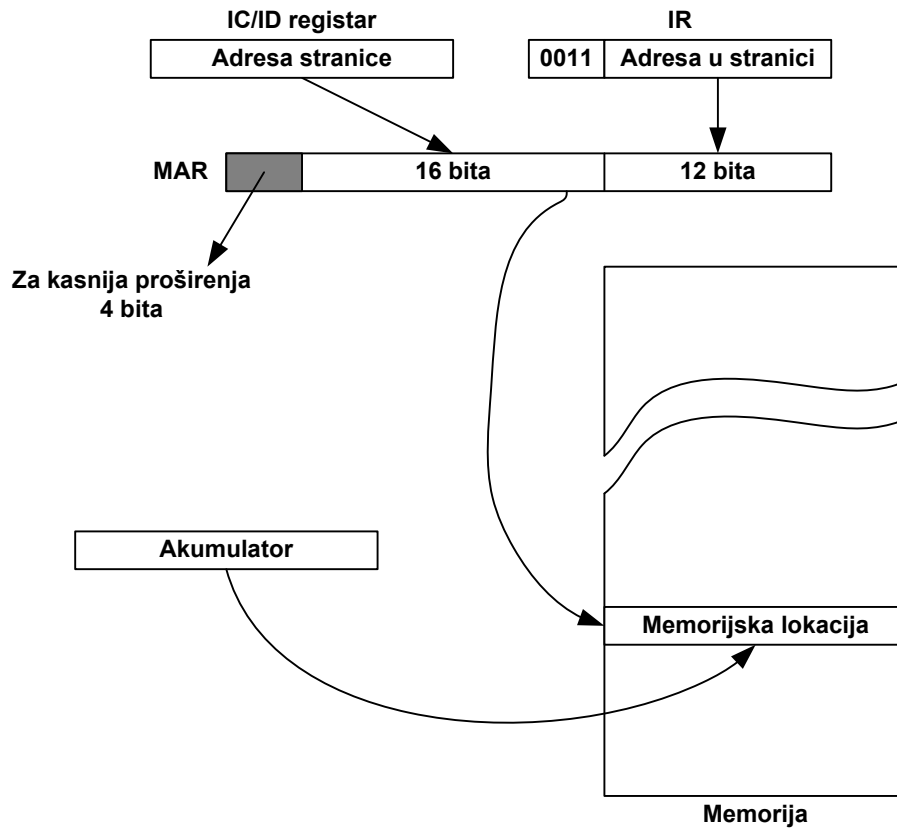 IC/ID registar
IR
Adresa stranice
0011
Adresa u stranici
MAR
16 bita
12 bita
Za kasnija proširenja
4 bita
Akumulator
Memorijska lokacija
Memorija